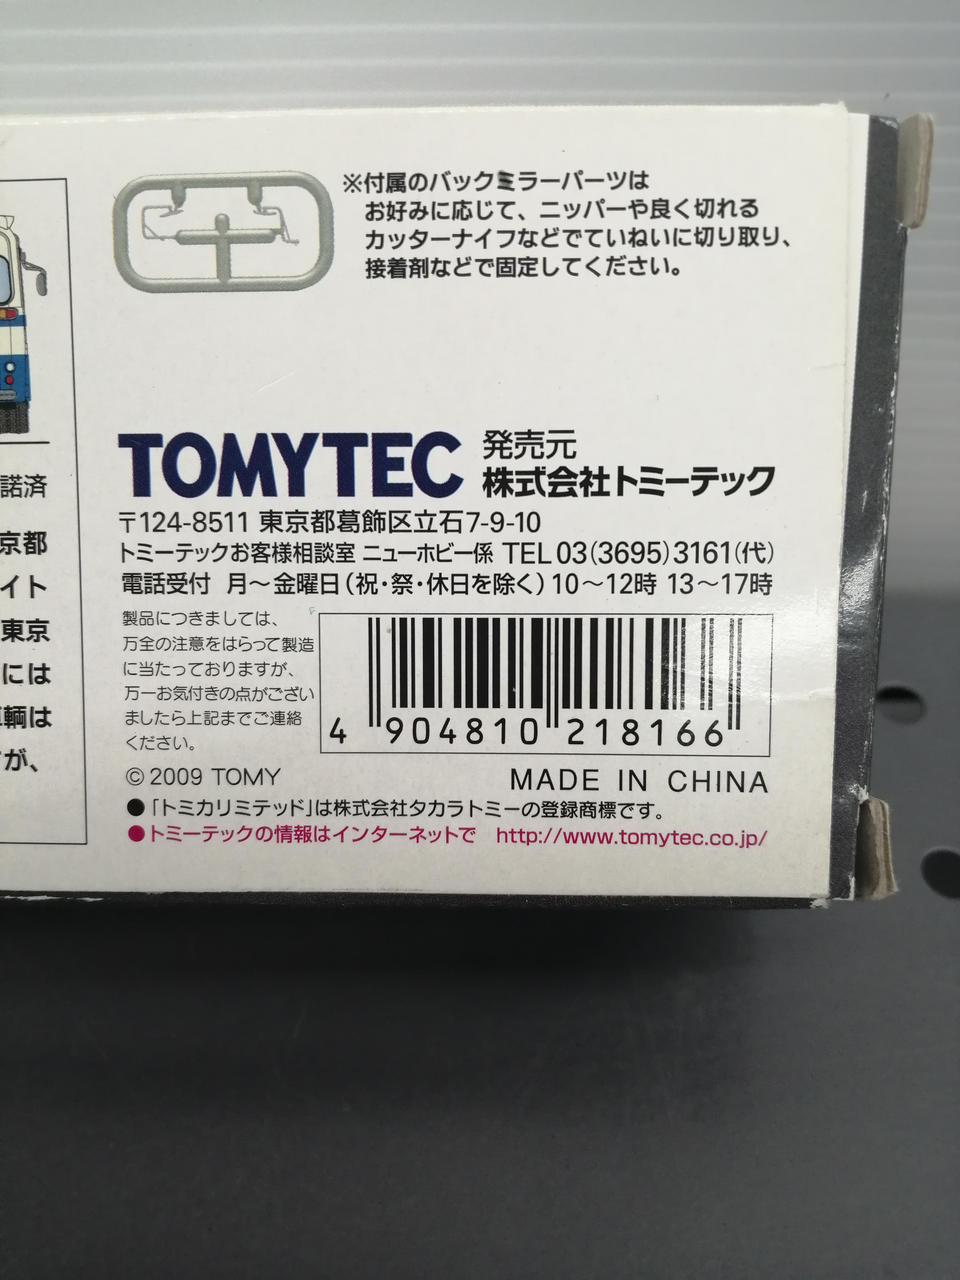 ※付属のバックミラーパーツは
お好みに応じて、ニッパーや良く切れる
カッターナイフなどでていねいに切り取り、
接着剤などで固定してください。
諾済
京都
イト
東京
には
車輌は
が、
TOMYTEC 発売元
株式会社トミーテック
〒124-8511 東京都葛飾区立石7-9-10
トミーテックお客様相談室 ニューホビー係 TEL 03(3695)3161(代)
電話受付 月～金曜日(祝・祭・休日を除く) 10～12時 13～17時
製品につきましては、
万全の注意をはらって製造
に当たっておりますが、
万一お気付きの点がござい
ましたら上記までご連絡
ください。
4 904810 218166
© 2009 TOMY MADE IN CHINA
●「トミカリミテッド」は株式会社タカラトミーの登録商標です。
●トミーテックの情報はインターネットで http://www.tomytec.co.jp/